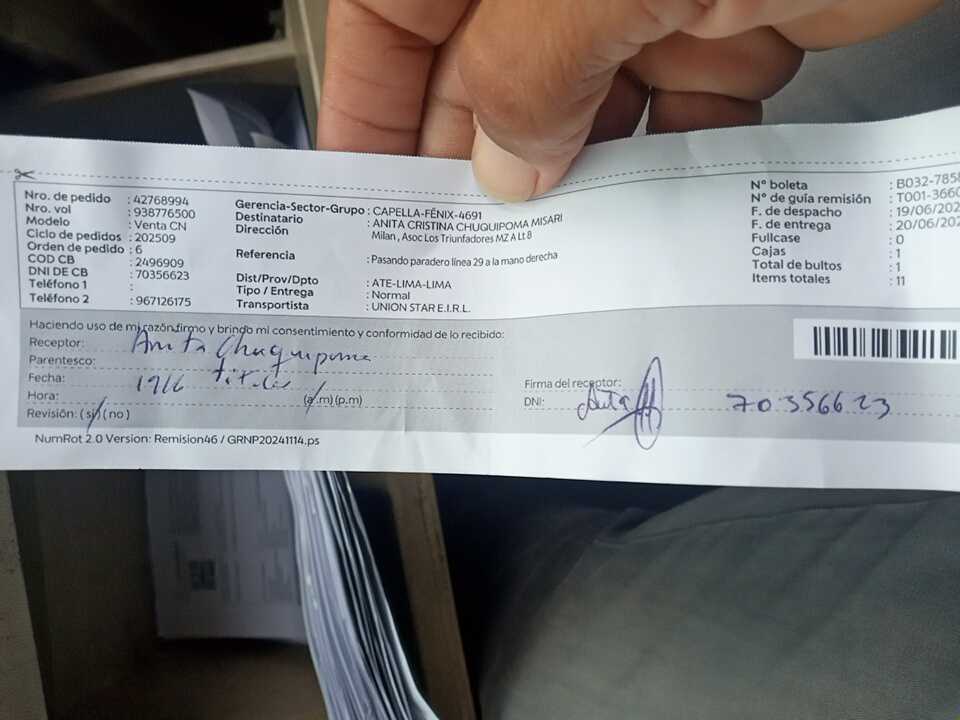 Nro. de pedido : 42768994
Nro. vol : 938776500
Modelo : Venta CN
Ciclo de pedidos : 202509
Orden de pedido : 6
COD CB : 2496909
DNI DE CB : 70356623
Teléfono 1 :
Teléfono 2 : 967126175
Gerencia-Sector-Grupo : CAPELLA-FÉNIX-4691
Destinatario : ANITA CRISTINA CHUQUIPOMA MISARI
Dirección Milan , Asoc Los Triunfadores MZ A Lt 8
Referencia : Pasando paradero línea 29 a la mano derecha
Dist/Prov/Dpto : ATE-LIMA-LIMA
Tipo / Entrega : Normal
Transportista : UNION STAR E.I.R.L.
N° boleta : B032-785
N° de guía remisión : T001-366
F. de despacho : 19/06/202
F. de entrega : 20/06/202
Fullcase : 0
Cajas : 1
Total de bultos : 1
Items totales : 11
Haciendo uso de mi razón firmo y brindo mi consentimiento y conformidad de lo recibido:
Receptor: Anita Chuquipoma
Parentesco: titular
Fecha: 19/6
Hora: (a.m)(p.m)
Revisión: (si)(no)
Firma del receptor: Anita
DNI: 70356623
NumRot 2.0 Version: Remision46 / GRNP20241114.ps